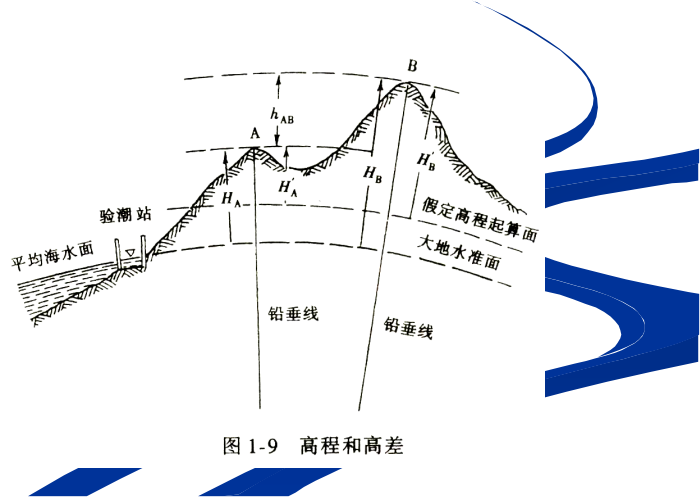 B
h_AB
A
H'_A
H_A
H_B
H'_B
验潮站
平均海水面
假定高程起算面
大地水准面
铅垂线
铅垂线
图 1-9 高程和高差